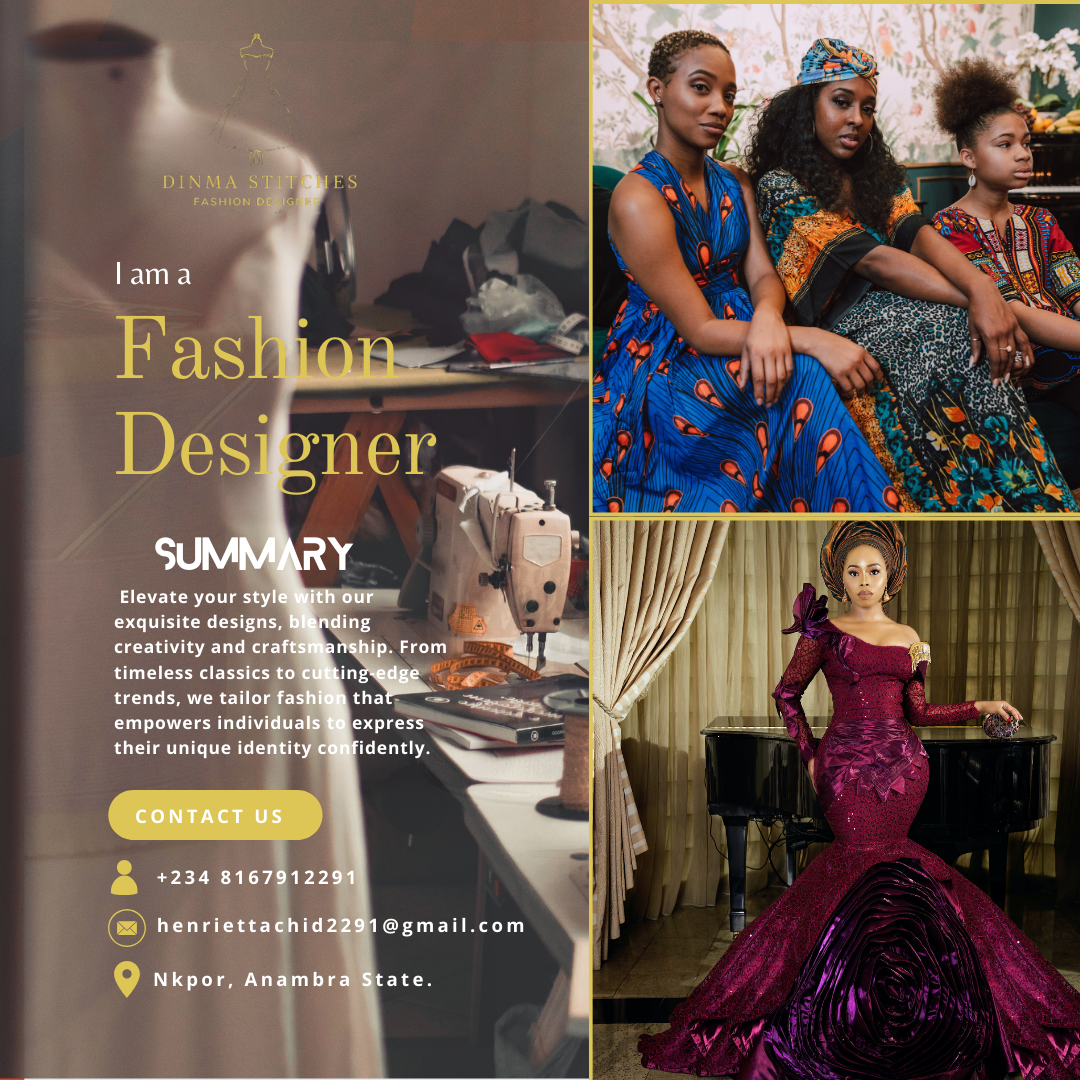 DINMA STITCHES
FASHION DESIGNER
I am a
Fashion
Designer
SUMMARY
Elevate your style with our
exquisite designs, blending
creativity and craftsmanship. From
timeless classics to cutting-edge
trends, we tailor fashion that
empowers individuals to express
their unique identity confidently.
CONTACT US
+234 8167912291
henriettachid2291@gmail.com
Nkpor, Anambra State.